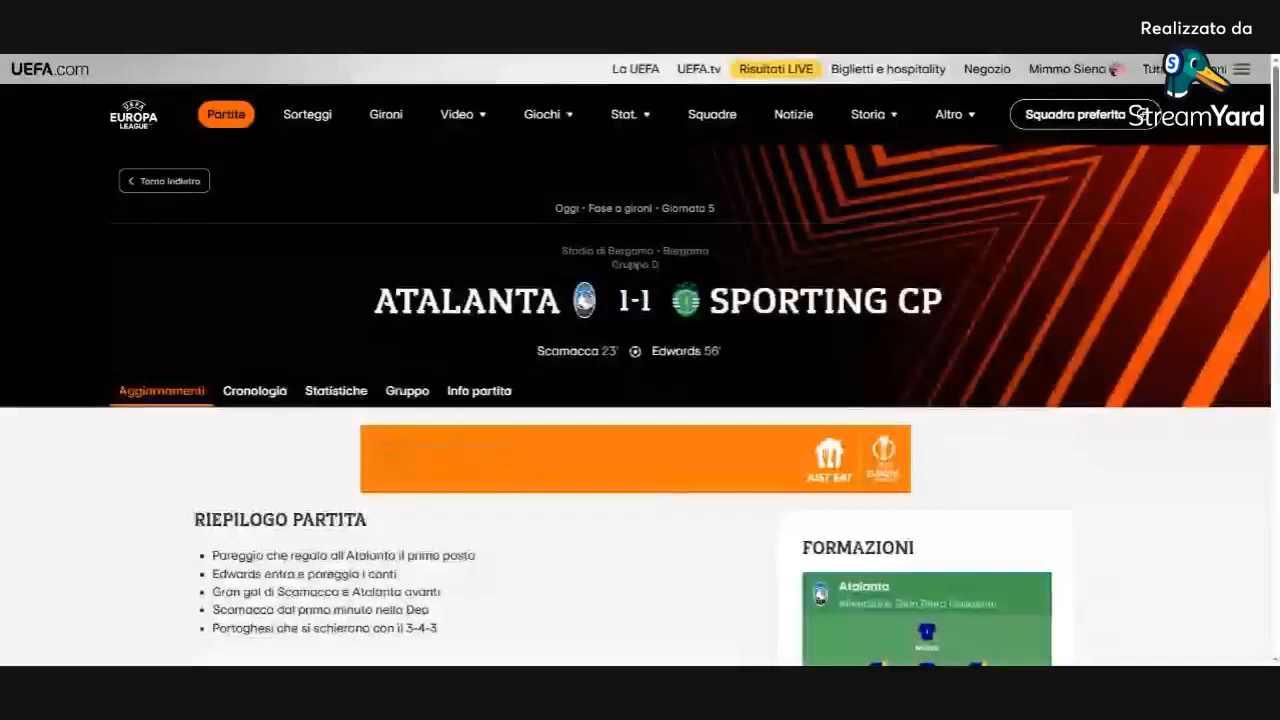 Realizzato da
StreamYard
UEFA.com
La UEFA UEFA.tv Risultati LIVE Biglietti e hospitality Negozio Mimmo Siena
UEFA EUROPA LEAGUE
Partite Sorteggi Gironi Video Giochi Stat. Squadre Notizie Storia Altro Squadra preferita
Torna indietro
Oggi · Fase a gironi · Giornata 5
Stadio di Bergamo · Bergamo
Gruppo D
ATALANTA 1-1 SPORTING CP
Scamacca 23' Edwards 56'
Aggiornamenti Cronologia Statistiche Gruppo Info partita
JUST EAT
RIEPILOGO PARTITA
Pareggio che regala all'Atalanta il primo posto
Edwards entra e pareggia i conti
Gran gol di Scamacca e Atalanta avanti
Scamacca dal primo minuto nella Dea
Portoghesi che si schierano con il 3-4-3
FORMAZIONI
Atalanta
Allenatore: Gian Piero Gasperini